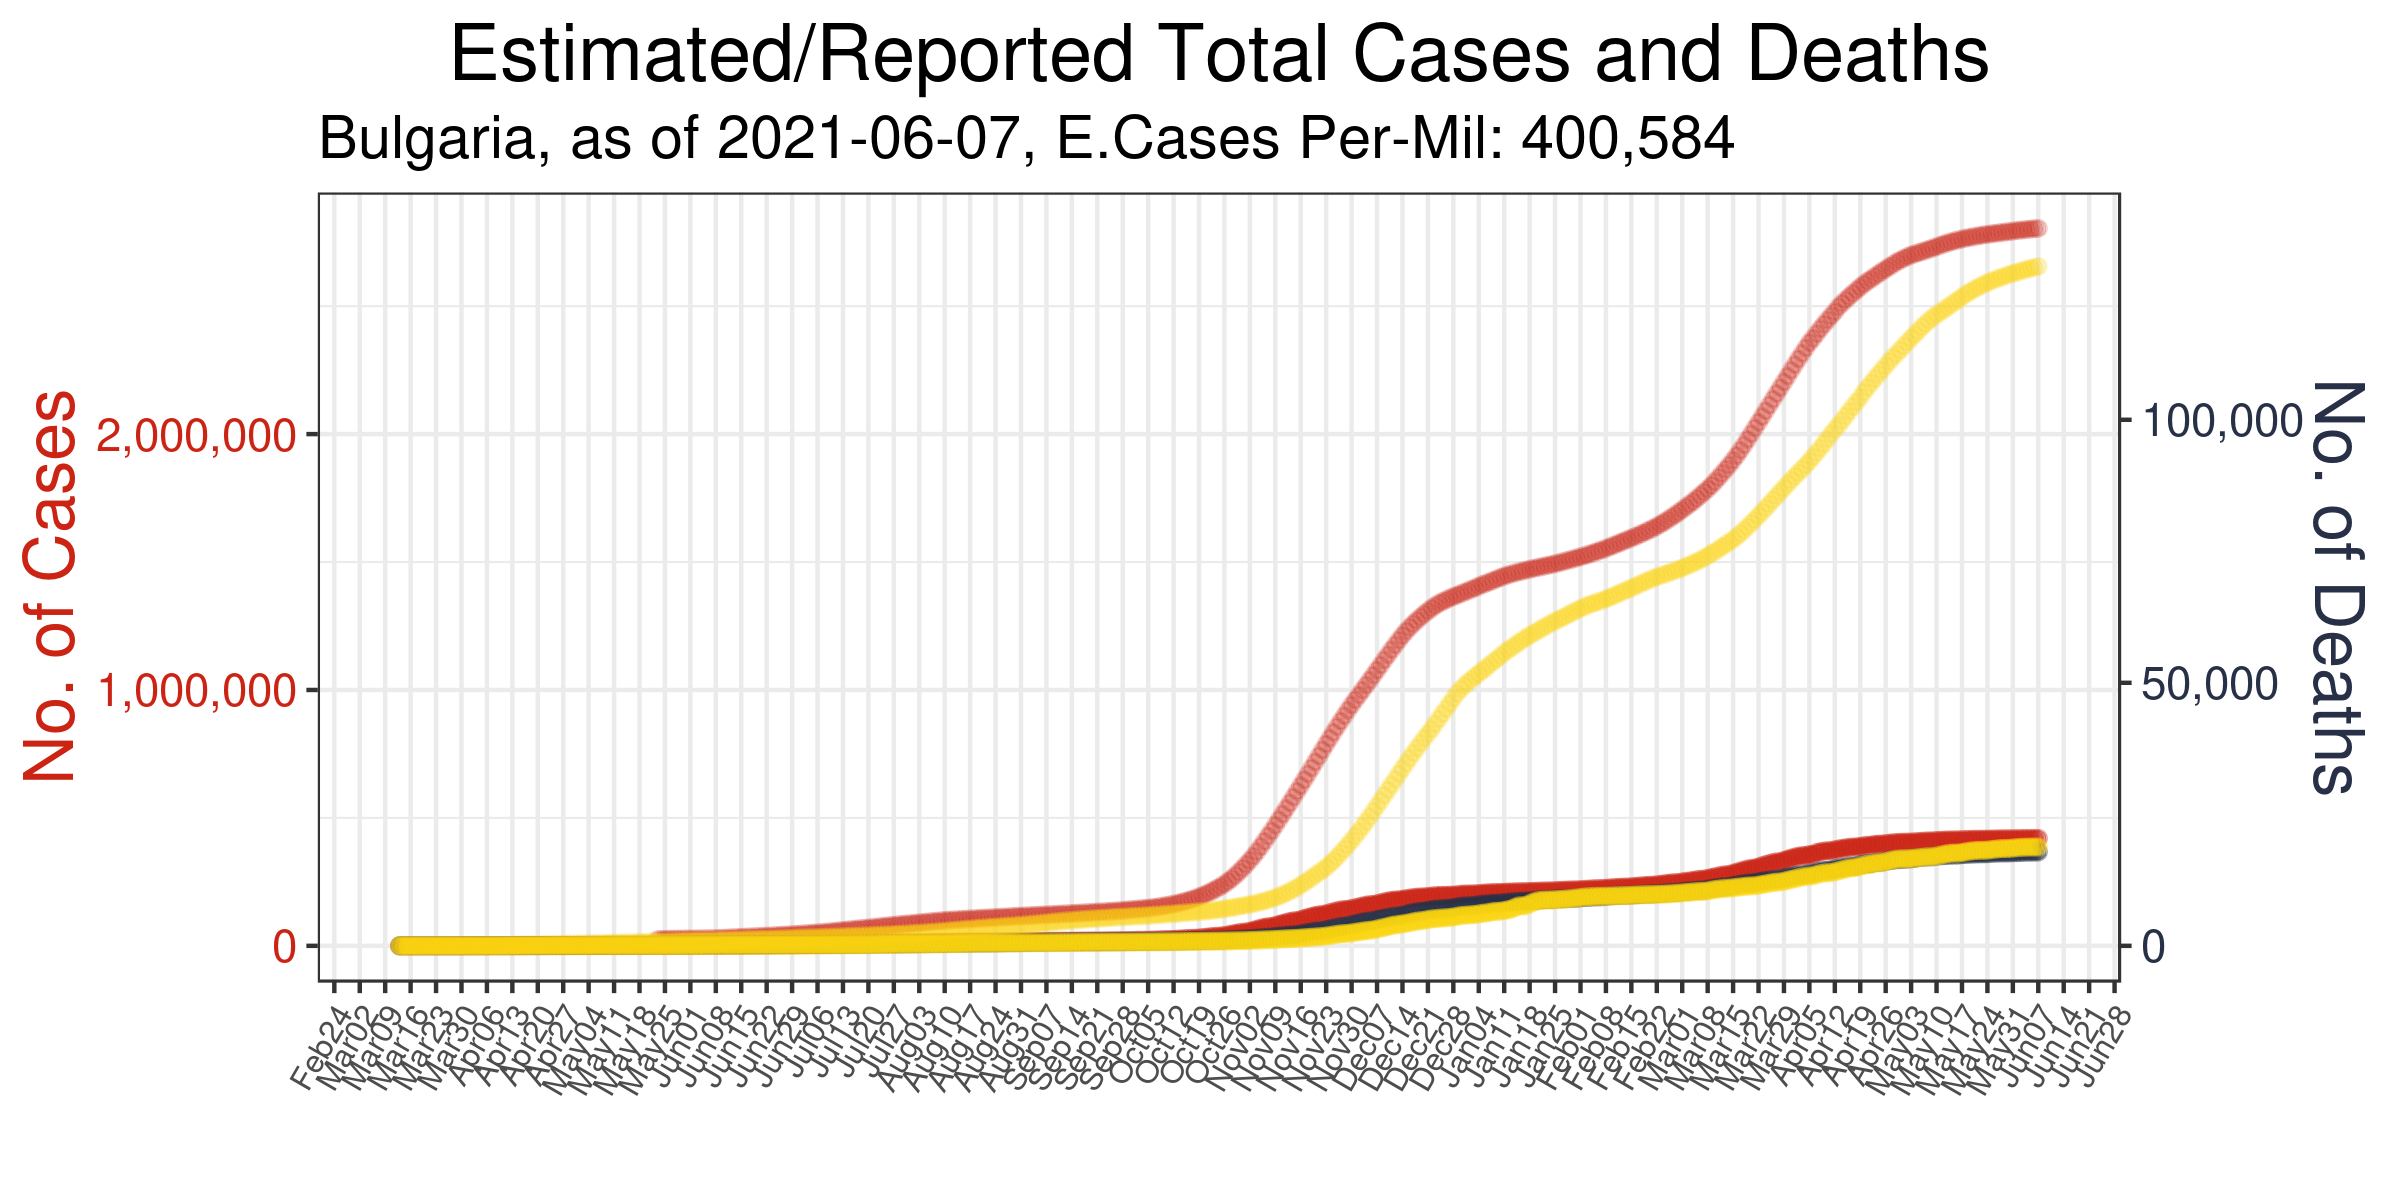 Estimated/Reported Total Cases and Deaths
Bulgaria, as of 2021-06-07, E.Cases Per-Mil: 400,584
No. of Cases
2,000,000
1,000,000
0
100,000
50,000
0
No. of Deaths
Feb24
Mar02
Mar09
Mar16
Mar23
Mar30
Apr06
Apr13
Apr20
Apr27
May04
May11
May18
May25
Jun01
Jun08
Jun15
Jun22
Jun29
Jul06
Jul13
Jul20
Jul27
Aug03
Aug10
Aug17
Aug24
Aug31
Sep07
Sep14
Sep21
Sep28
Oct05
Oct12
Oct19
Oct26
Nov02
Nov09
Nov16
Nov23
Nov30
Dec07
Dec14
Dec21
Dec28
Jan04
Jan11
Jan18
Jan25
Feb01
Feb08
Feb15
Feb22
Mar01
Mar08
Mar15
Mar22
Mar29
Apr05
Apr12
Apr19
Apr26
May03
May10
May17
May24
May31
Jun07
Jun14
Jun21
Jun28